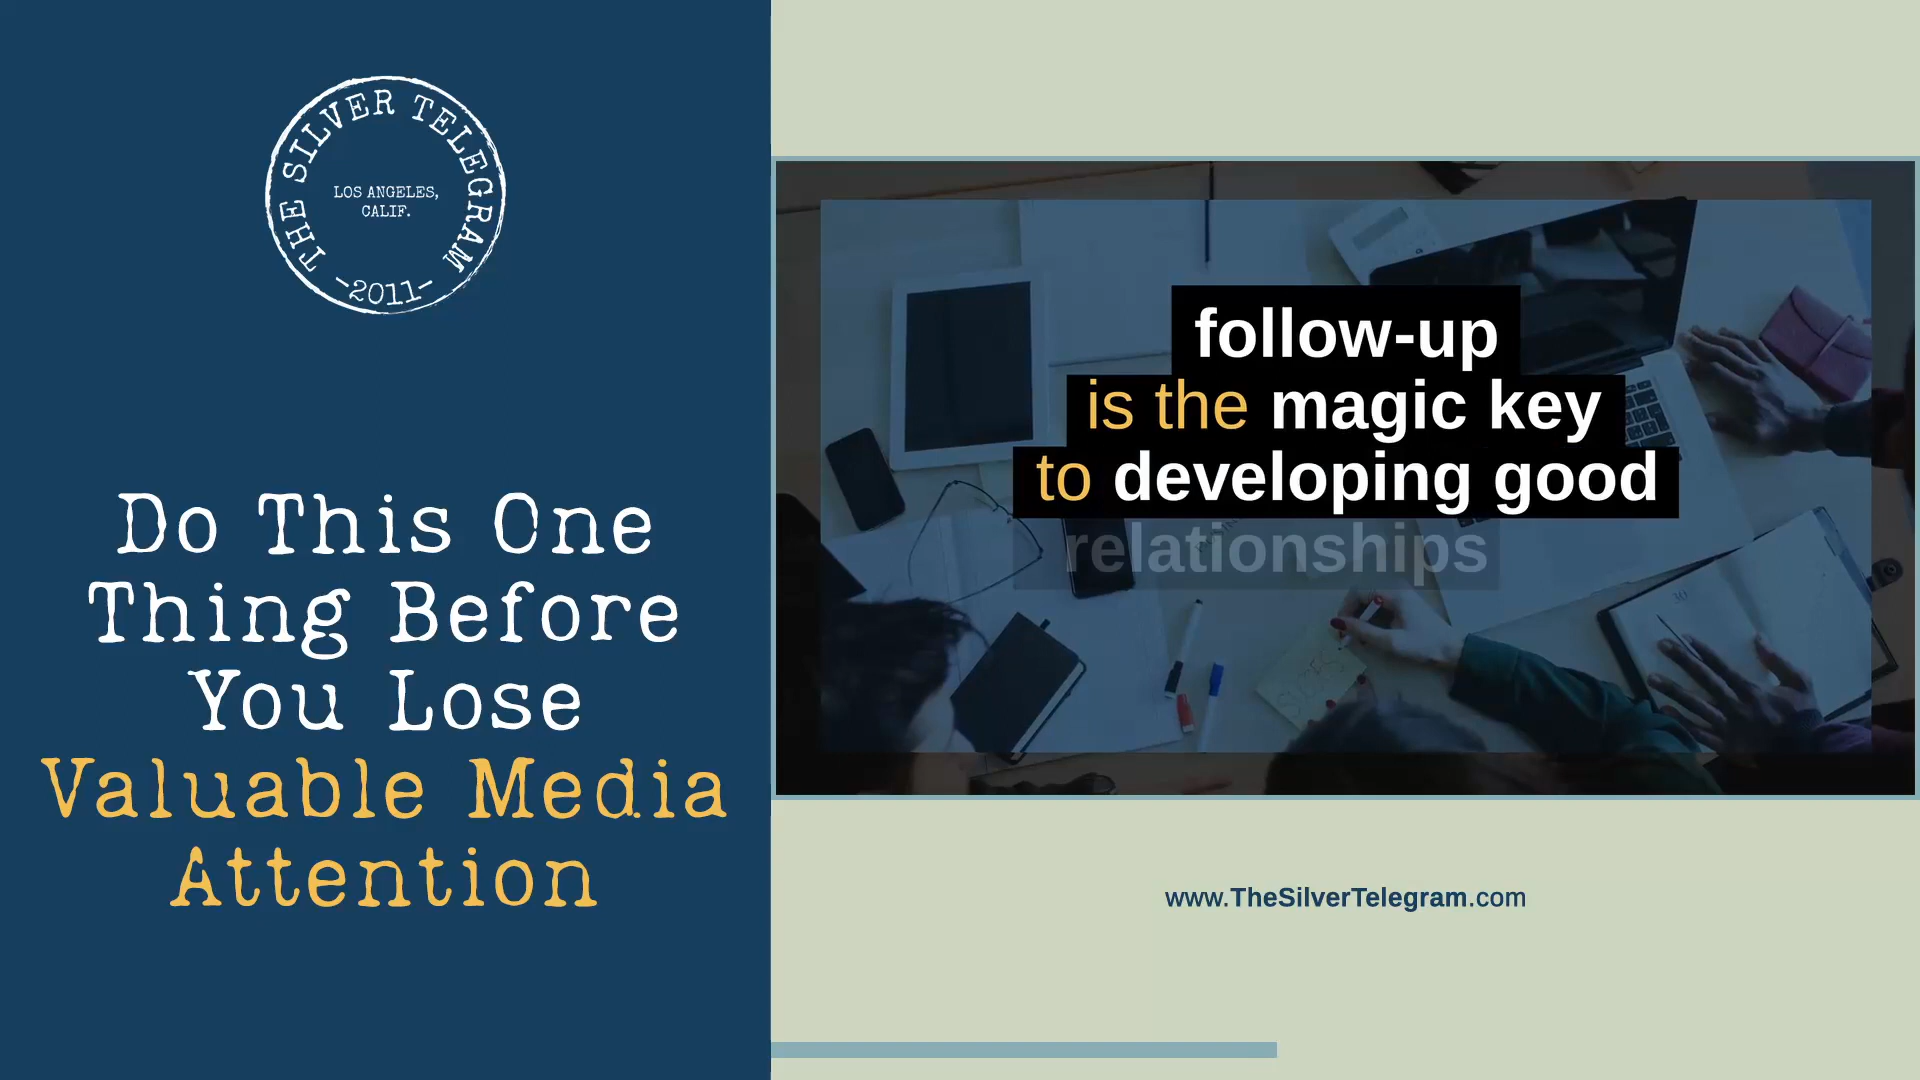 THE SILVER TELEGRAM
LOS ANGELES,
CALIF.
-2011-
Do This One
Thing Before
You Lose
Valuable Media
Attention
follow-up
is the magic key
to developing good
relationships
www.TheSilverTelegram.com